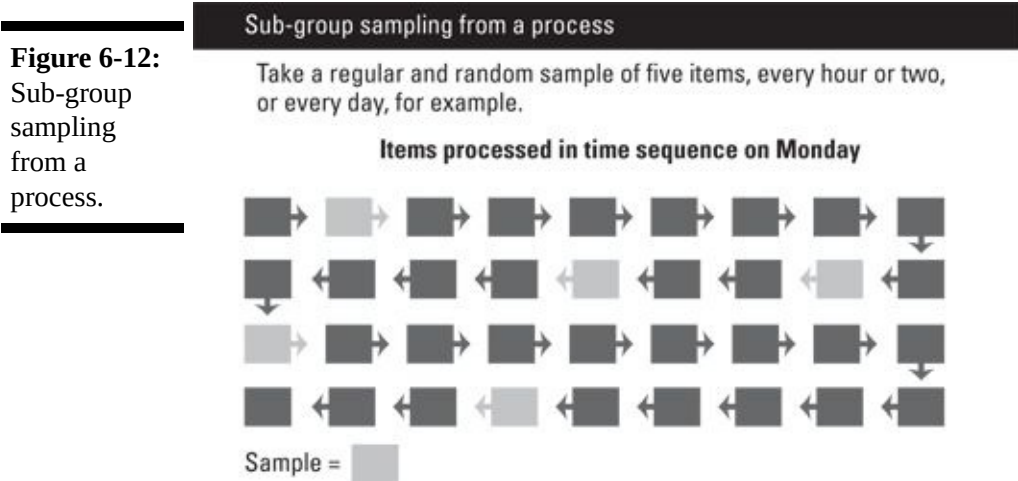 Figure 6-12:
Sub-group
sampling
from a
process.
Sub-group sampling from a process
Take a regular and random sample of five items, every hour or two,
or every day, for example.
Items processed in time sequence on Monday
Sample =